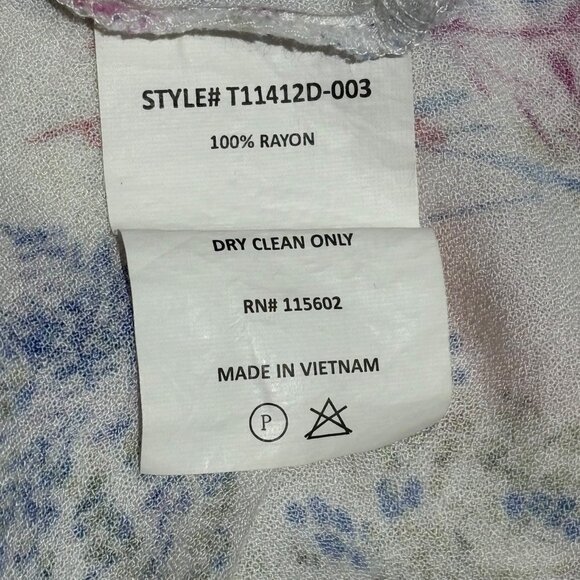 STYLE# T11412D-003
100% RAYON
DRY CLEAN ONLY
RN# 115602
MADE IN VIETNAM
P